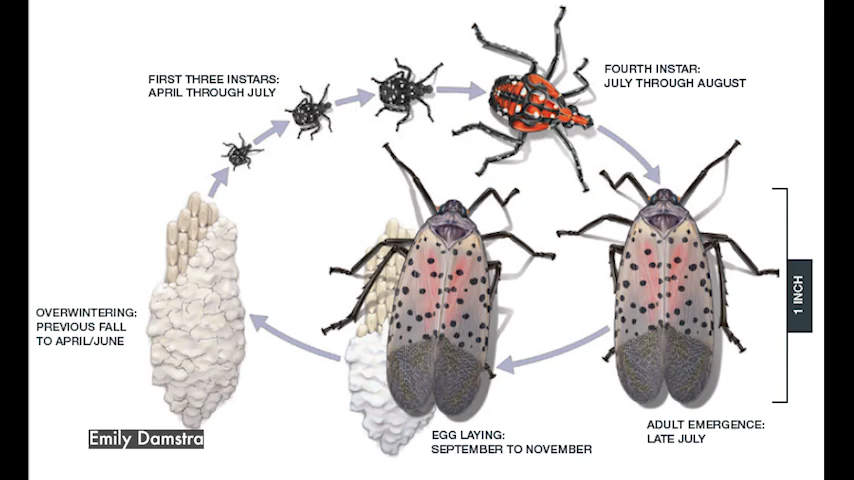 FIRST THREE INSTARS:
APRIL THROUGH JULY
FOURTH INSTAR:
JULY THROUGH AUGUST
1 INCH
OVERWINTERING:
PREVIOUS FALL
TO APRIL/JUNE
ADULT EMERGENCE:
LATE JULY
EGG LAYING:
SEPTEMBER TO NOVEMBER
Emily Damstra